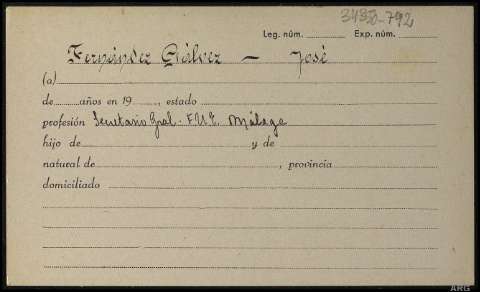 3430-792
Leg. núm. Exp. núm.
Fernández Gálvez — José
(a)
de años en 19 , estado
profesión Secretario Gral. F.U.E. Málaga
hijo de y de
natural de , provincia
domiciliado
ARG